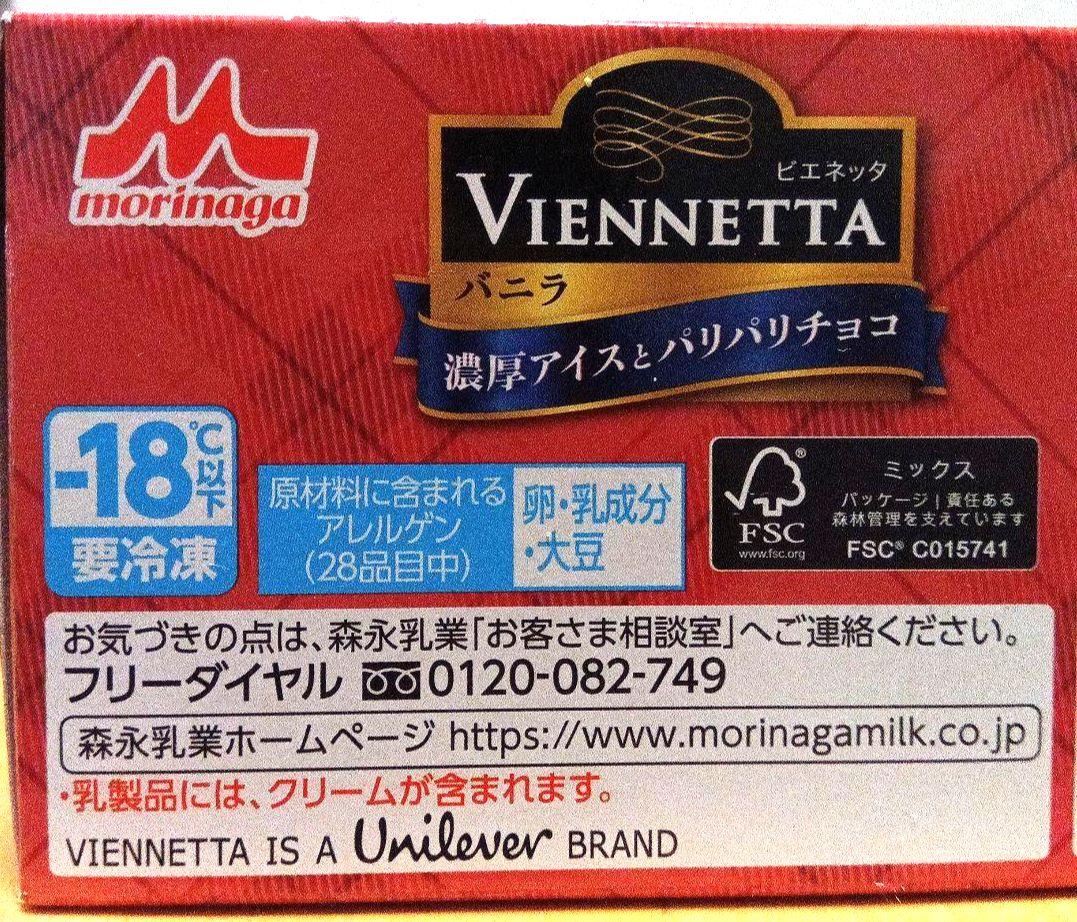 morinaga
ビエネッタ
VIENNETTA
バニラ
濃厚アイスとパリパリチョコ
-18℃以下
要冷凍
原材料に含まれる
アレルゲン
(28品目中)
卵・乳成分
・大豆
FSC®
www.fsc.org
ミックス
パッケージ | 責任ある
森林管理を支えています
FSC® C015741
お気づきの点は、森永乳業「お客さま相談室」へご連絡ください。
フリーダイヤル 0120-082-749
森永乳業ホームページ https://www.morinagamilk.co.jp
・乳製品には、クリームが含まれます。
VIENNETTA IS A Unilever BRAND